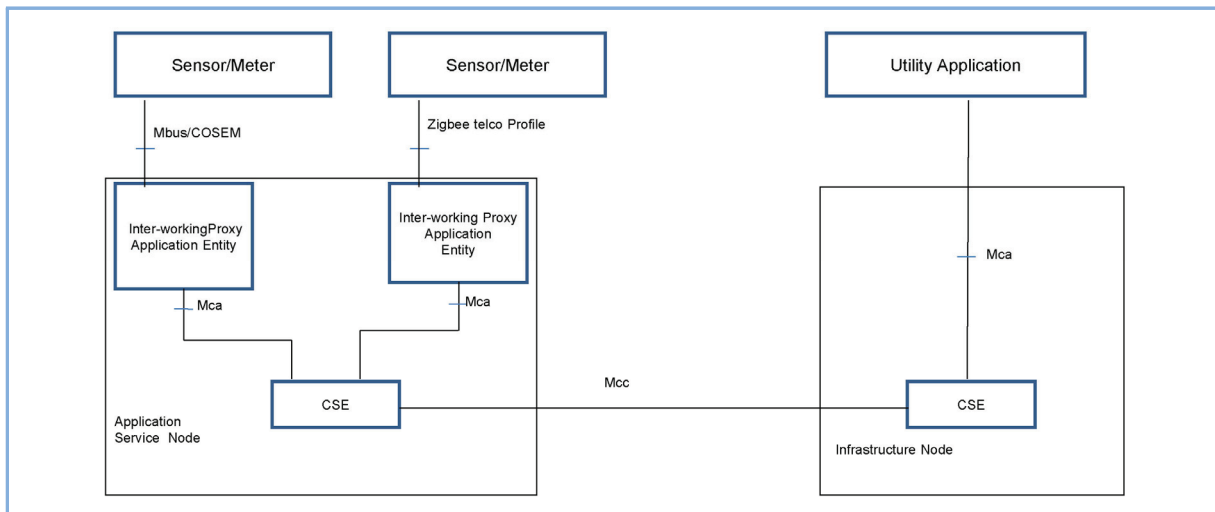 Sensor/Meter
Sensor/Meter
Utility Application
Mbus/COSEM
Zigbee telco Profile
Inter-workingProxy
Application Entity
Inter-working Proxy
Application
Entity
Mca
Mca
Mca
Mcc
CSE
CSE
Application
Service Node
Infrastructure Node